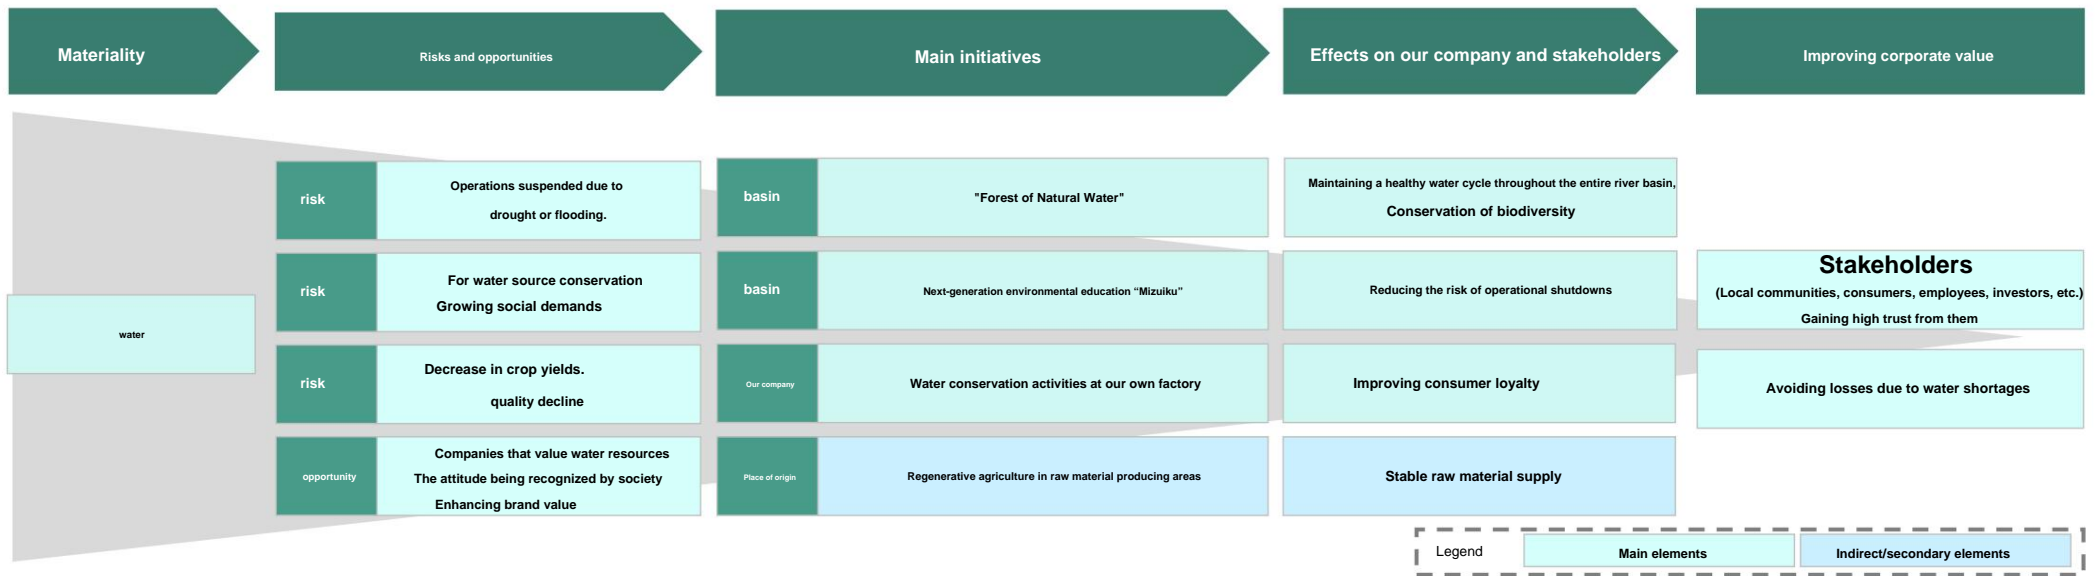 Materiality
Risks and opportunities
Main initiatives
Effects on our company and stakeholders
Improving corporate value
water
risk
Operations suspended due to
drought or flooding.
risk
For water source conservation
Growing social demands
risk
Decrease in crop yields.
quality decline
opportunity
Companies that value water resources
The attitude being recognized by society
Enhancing brand value
basin
"Forest of Natural Water"
basin
Next-generation environmental education “Mizuiku”
Our company
Water conservation activities at our own factory
Place of origin
Regenerative agriculture in raw material producing areas
Maintaining a healthy water cycle throughout the entire river basin,
Conservation of biodiversity
Reducing the risk of operational shutdowns
Improving consumer loyalty
Stable raw material supply
Stakeholders
(Local communities, consumers, employees, investors, etc.)
Gaining high trust from them
Avoiding losses due to water shortages
Legend
Main elements
Indirect/secondary elements